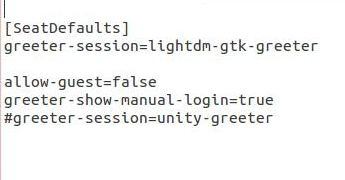 [SeatDefaults]
greeter-session=lightdm-gtk-greeter
allow-guest=false
greeter-show-manual-login=true
#greeter-session=unity-greeter